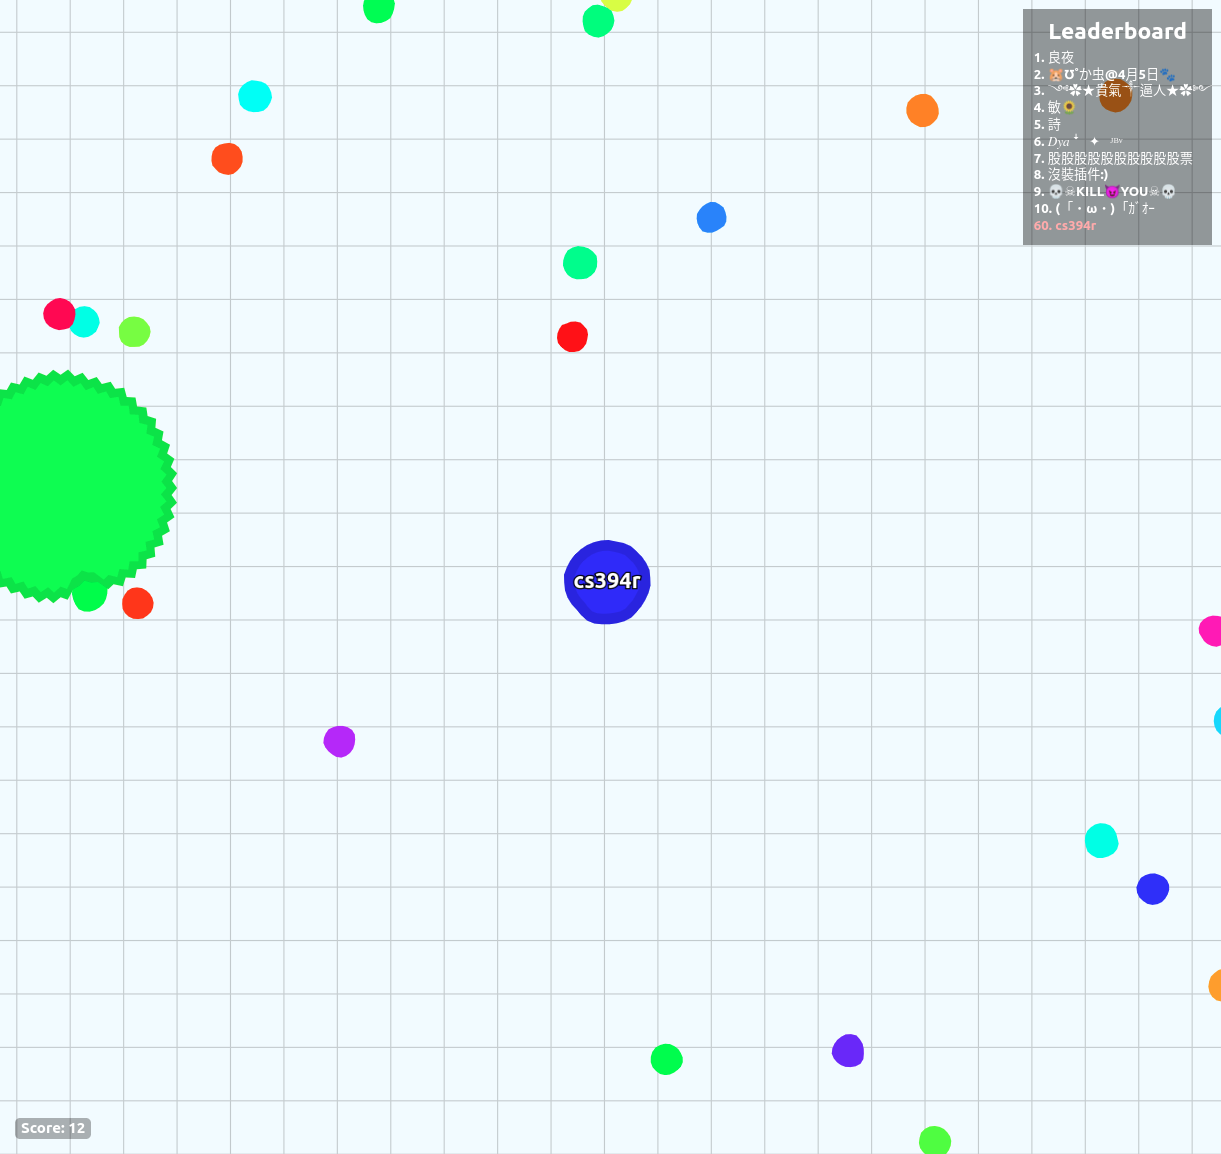 Leaderboard
1. 良夜
2. 🐹℧˚か虫@4月5日🐾
3. ༺✽★貴氣༒逼人★✽༻
4. 敏🌻
5. 詩
6. 𝐷𝑦𝑎 ⸸ ✦
7. 股股股股股股股股股股票
8. 沒裝插件:)
9. 💀☠KILL😈YOU☠💀
10. (「・ω・)「ｶﾞｵｰ
60. cs394r
cs394r
Score: 12